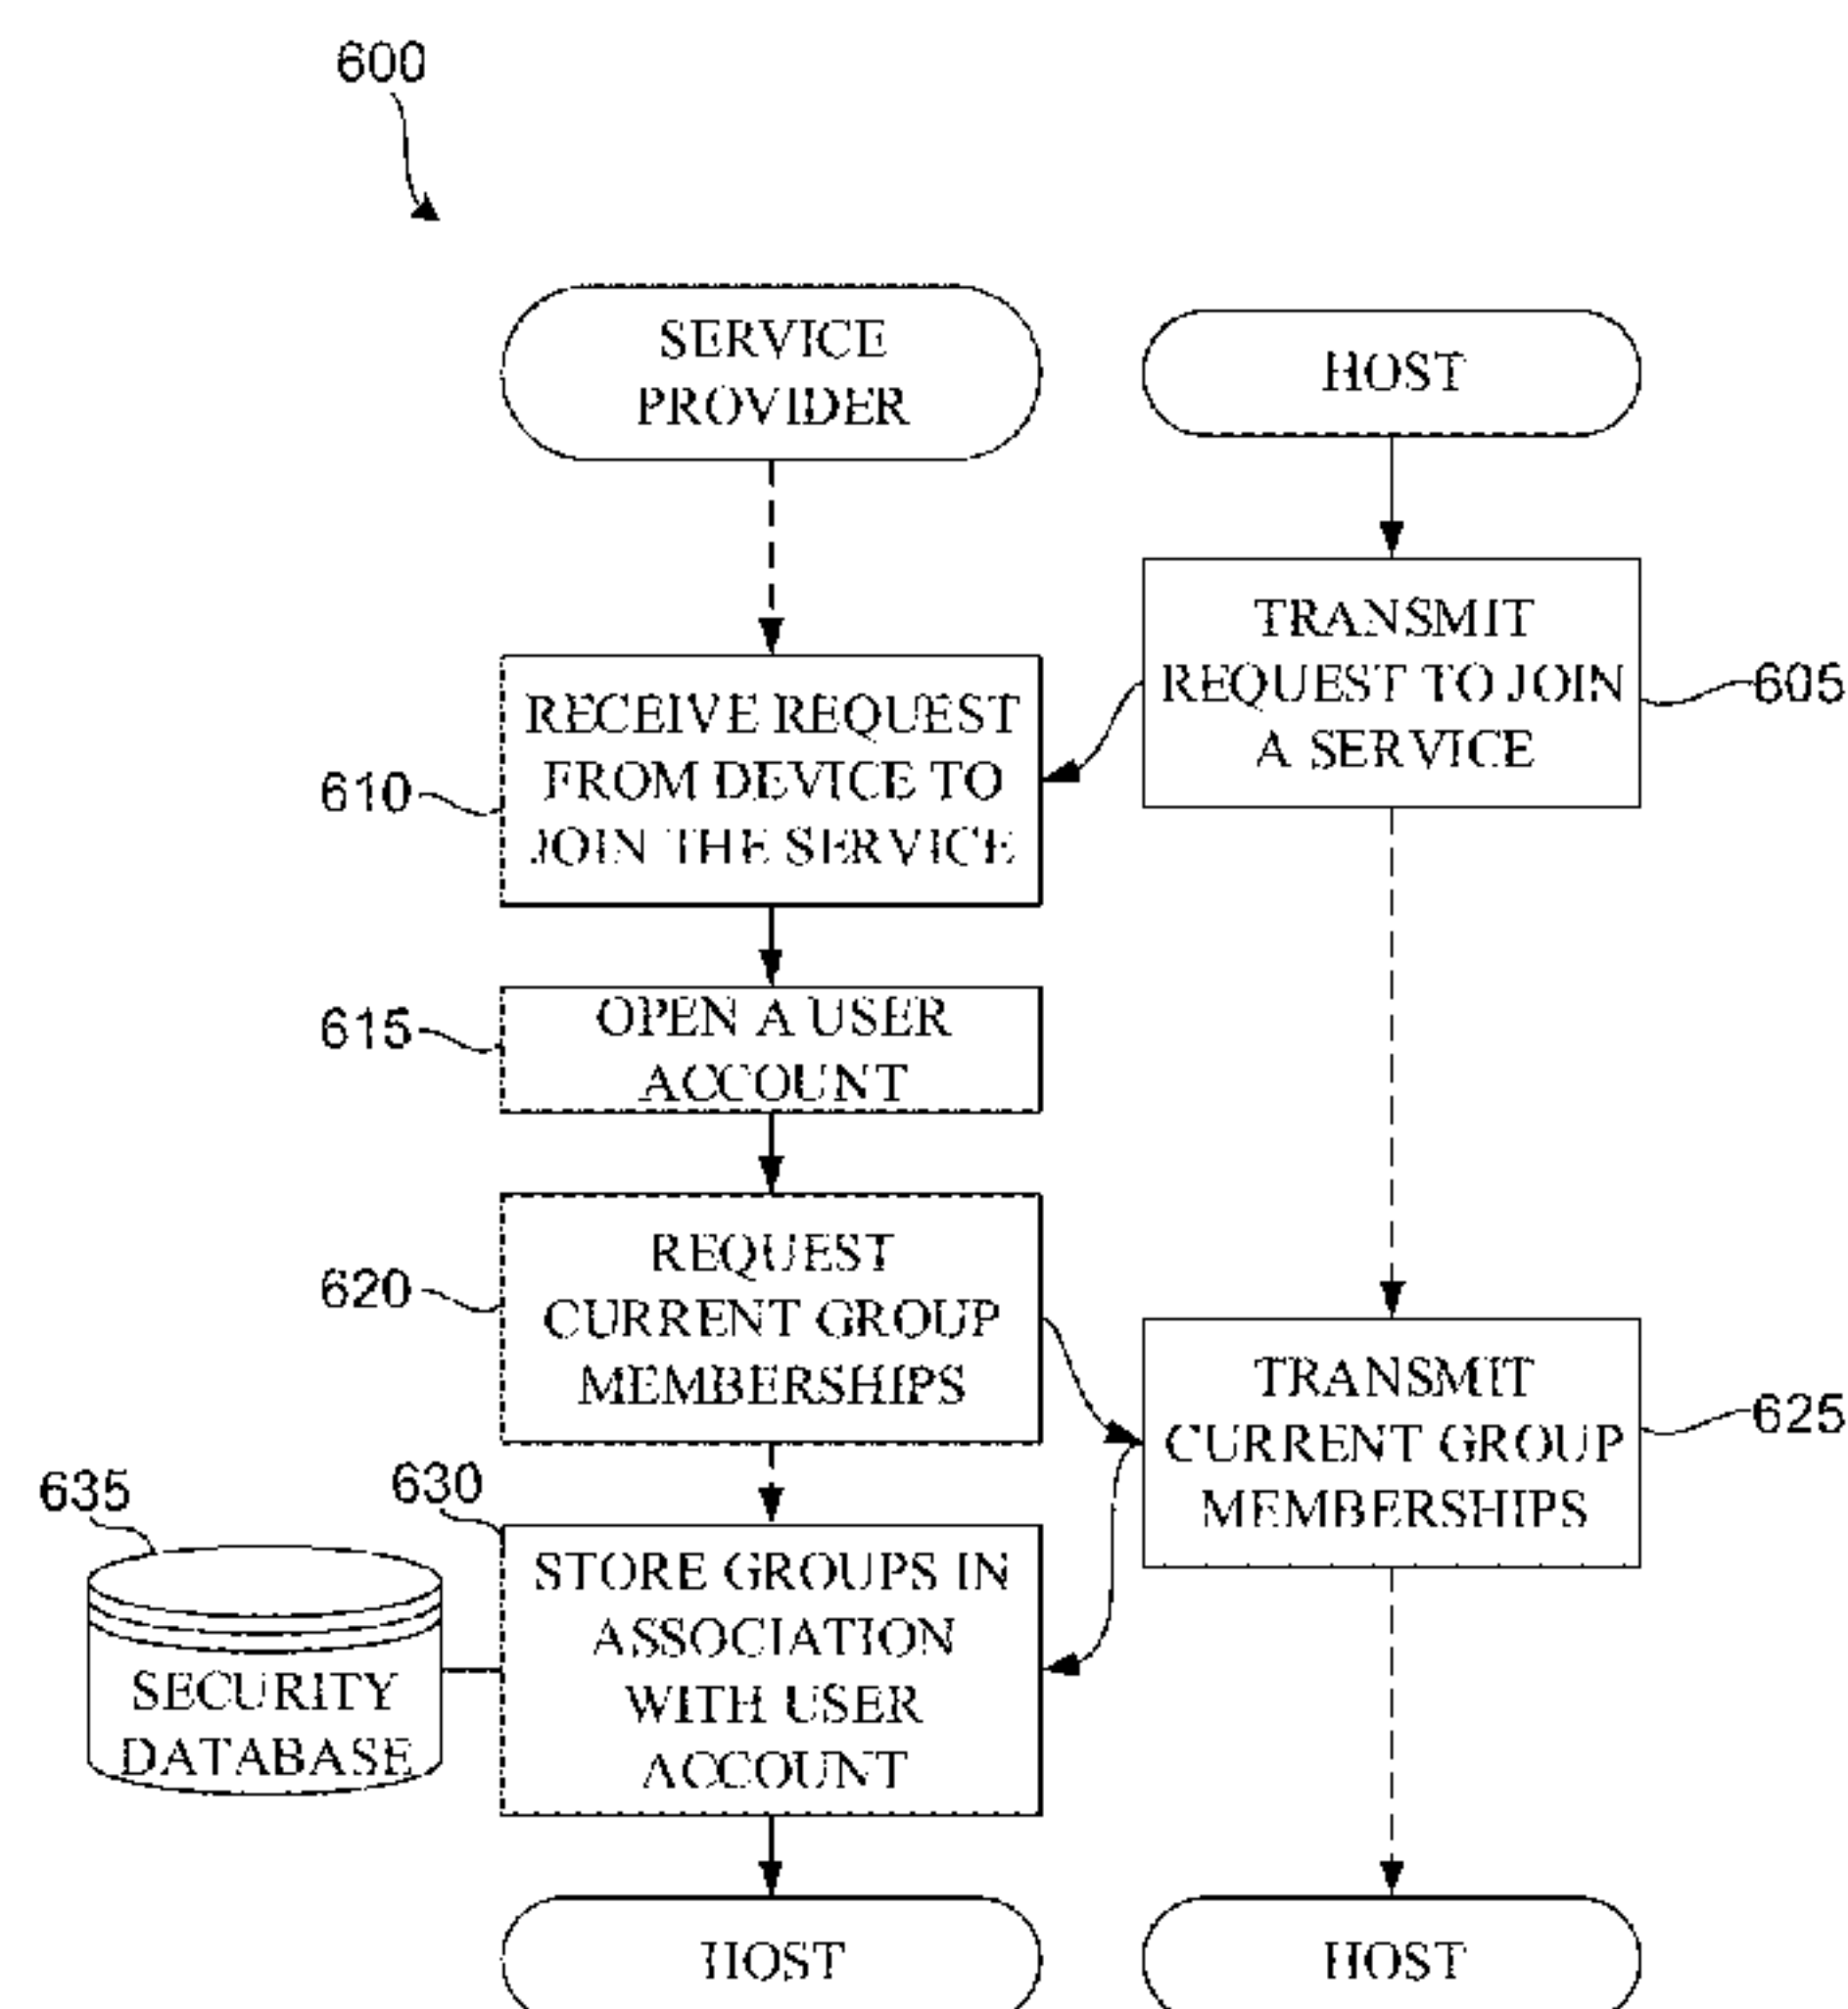 600
SERVICE
PROVIDER
HOST
TRANSMIT
REQUEST TO JOIN
A SERVICE
605
RECEIVE REQUEST
FROM DEVICE TO
JOIN THE SERVICE
610
OPEN A USER
ACCOUNT
615
REQUEST
CURRENT GROUP
MEMBERSHIPS
620
TRANSMIT
CURRENT GROUP
MEMBERSHIPS
625
635
630
STORE GROUPS IN
ASSOCIATION
WITH USER
ACCOUNT
SECURITY
DATABASE
HOST
HOST